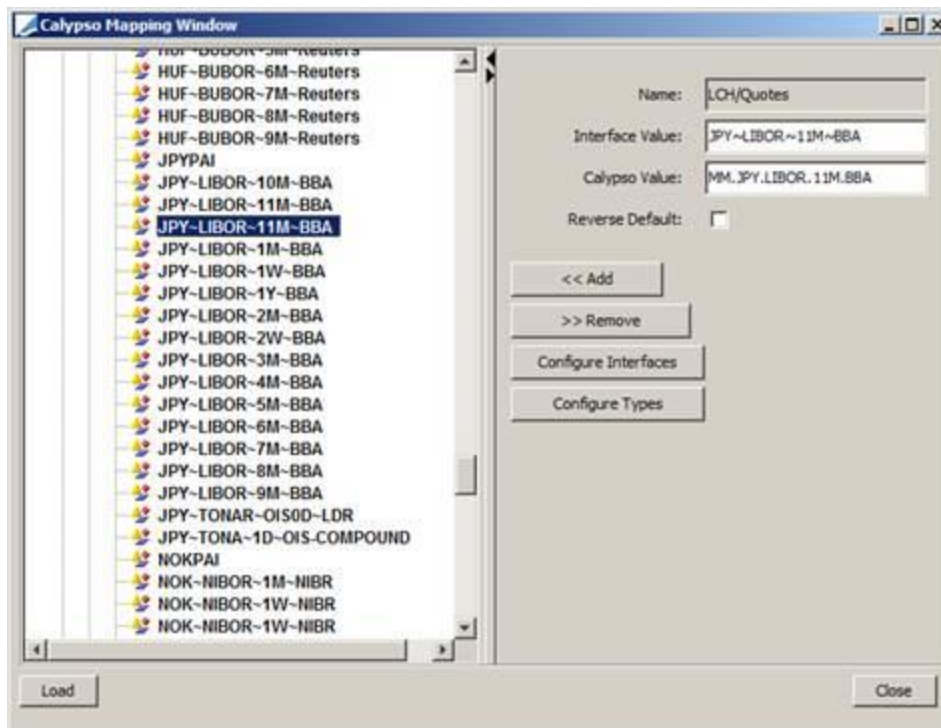 Calypso Mapping Window
HUF~BUBOR~5M~Reuters
HUF~BUBOR~6M~Reuters
HUF~BUBOR~7M~Reuters
HUF~BUBOR~8M~Reuters
HUF~BUBOR~9M~Reuters
JPYPAI
JPY~LIBOR~10M~BBA
JPY~LIBOR~11M~BBA
JPY~LIBOR~11M~BBA
JPY~LIBOR~1M~BBA
JPY~LIBOR~1W~BBA
JPY~LIBOR~1Y~BBA
JPY~LIBOR~2M~BBA
JPY~LIBOR~2W~BBA
JPY~LIBOR~3M~BBA
JPY~LIBOR~4M~BBA
JPY~LIBOR~5M~BBA
JPY~LIBOR~6M~BBA
JPY~LIBOR~7M~BBA
JPY~LIBOR~8M~BBA
JPY~LIBOR~9M~BBA
JPY~TONAR~OIS0D~LDR
JPY~TONA~1D~OIS-COMPOUND
NOKPAI
NOK~NIBOR~1M~NIBR
NOK~NIBOR~1W~NIBR
NOK~NIBOR~1W~NIBR
Name: LCH/Quotes
Interface Value: JPY~LIBOR~11M~BBA
Calypso Value: MM.JPY.LIBOR.11M.BBA
Reverse Default:
<< Add
>> Remove
Configure Interfaces
Configure Types
Load
Close